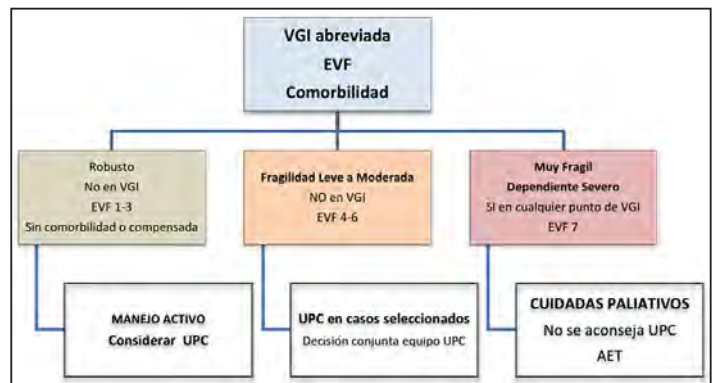 VGI abreviada
EVF
Comorbilidad
Robusto
No en VGI
EVF 1-3
Sin comorbilidad o compensada
Fragilidad Leve a Moderada
NO en VGI
EVF 4-6
Muy Fragil
Dependiente Severo
SI en cualquier punto de VGI
EVF 7
MANEJO ACTIVO
Considerar UPC
UPC en casos seleccionados
Decisión conjunta equipo UPC
CUIDADAS PALIATIVOS
No se aconseja UPC
AET